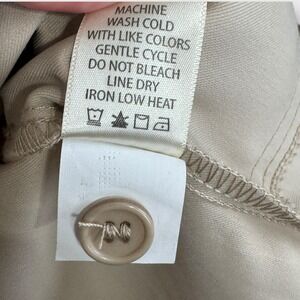 MACHINE
WASH COLD
WITH LIKE COLORS
GENTLE CYCLE
DO NOT BLEACH
LINE DRY
IRON LOW HEAT